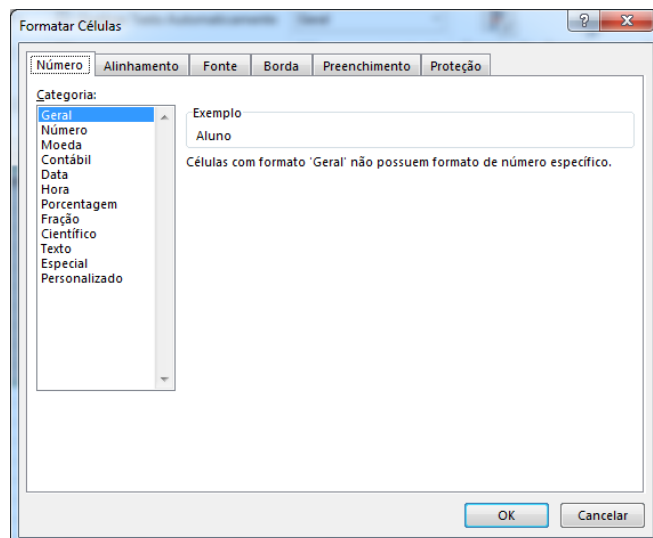 Formatar Células
Número Alinhamento Fonte Borda Preenchimento Proteção
Categoria:
Geral
Número
Moeda
Contábil
Data
Hora
Porcentagem
Fração
Científico
Texto
Especial
Personalizado
Exemplo
Aluno
Células com formato 'Geral' não possuem formato de número específico.
OK Cancelar